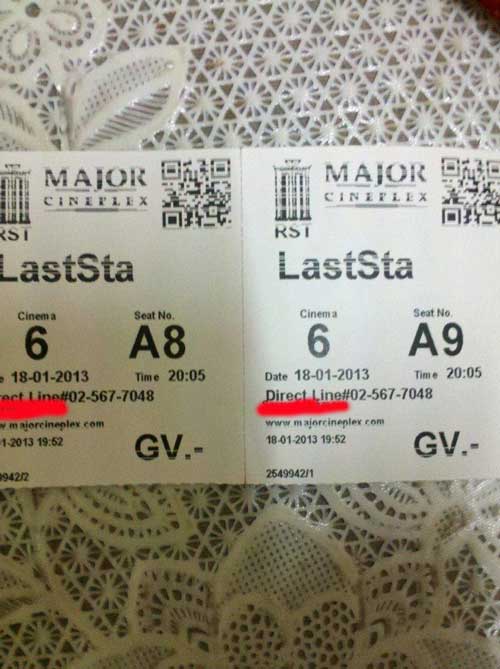 MAJOR
CINEPLEX
RST
LastSta
Cinema
Seat No.
6
A8
18-01-2013
Time 20:05
Line#02-567-7048
majorcineplex.com
1-2013 19:52
GV.-
9942/2
MAJOR
CINEPLEX
RST
LastSta
Cinema
Seat No.
6
A9
Date 18-01-2013
Time 20:05
Direct Line#02-567-7048
www.majorcineplex.com
18-01-2013 19:52
GV.-
2549942/1